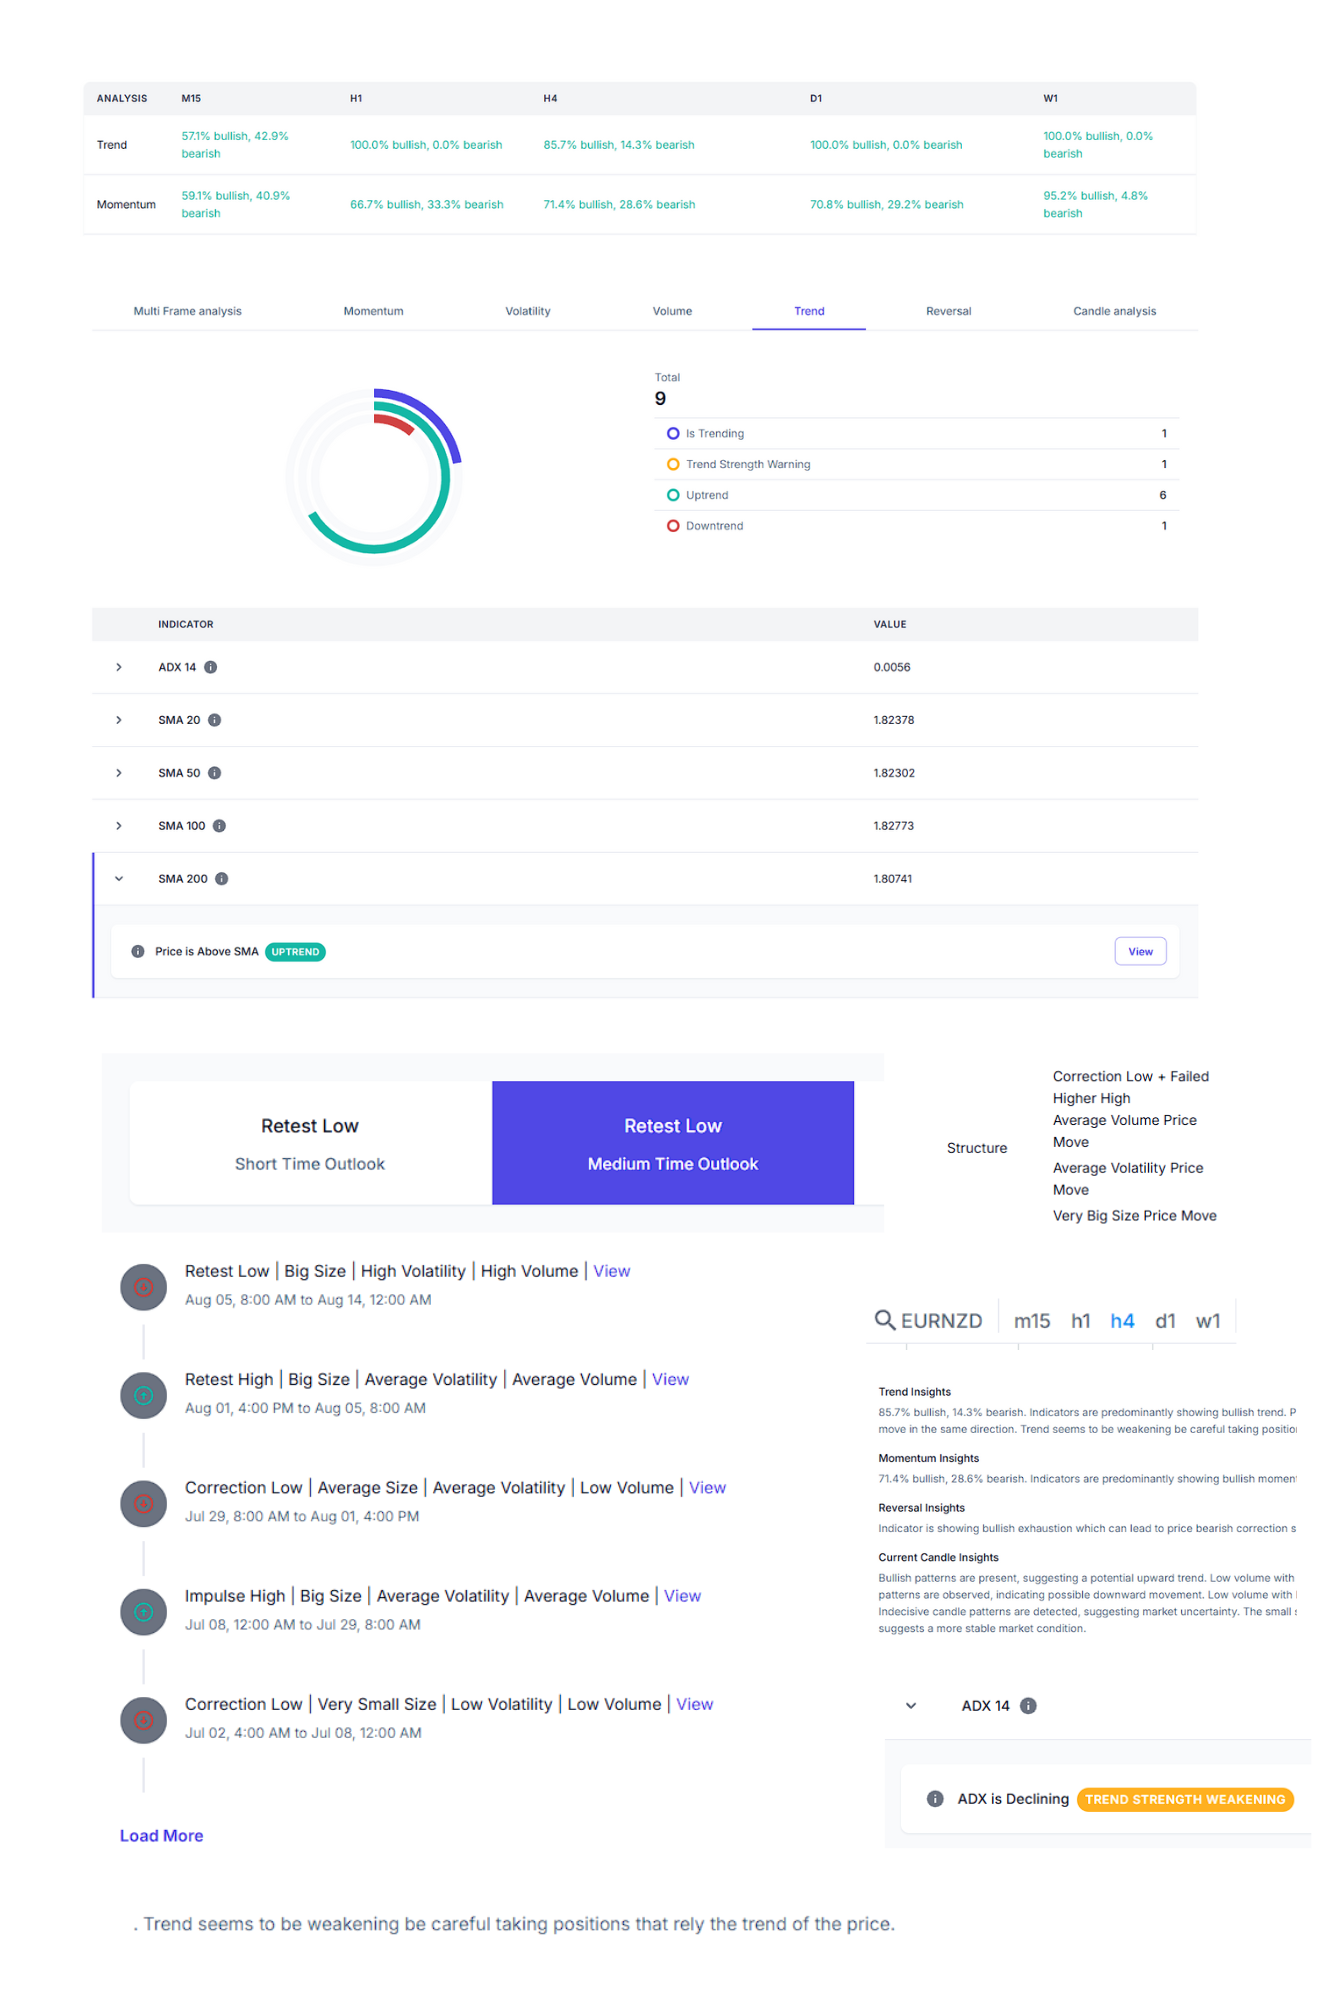 ANALYSIS M15 H1 H4 D1 W1
Trend 57.1% bullish, 42.9% bearish 100.0% bullish, 0.0% bearish 85.7% bullish, 14.3% bearish 100.0% bullish, 0.0% bearish 100.0% bullish, 0.0% bearish
Momentum 59.1% bullish, 40.9% bearish 66.7% bullish, 33.3% bearish 71.4% bullish, 28.6% bearish 70.8% bullish, 29.2% bearish 95.2% bullish, 4.8% bearish
Multi Frame analysis Momentum Volatility Volume Trend Reversal Candle analysis
Total
9
Is Trending 1
Trend Strength Warning 1
Uptrend 6
Downtrend 1
INDICATOR VALUE
ADX 14 0.0056
SMA 20 1.82378
SMA 50 1.82302
SMA 100 1.82773
SMA 200 1.80741
Price is Above SMA UPTREND View
Retest Low
Short Time Outlook
Retest Low
Medium Time Outlook
Structure
Correction Low + Failed
Higher High
Average Volume Price
Move
Average Volatility Price
Move
Very Big Size Price Move
Retest Low | Big Size | High Volatility | High Volume | View
Aug 05, 8:00 AM to Aug 14, 12:00 AM
Retest High | Big Size | Average Volatility | Average Volume | View
Aug 01, 4:00 PM to Aug 05, 8:00 AM
Correction Low | Average Size | Average Volatility | Low Volume | View
Jul 29, 8:00 AM to Aug 01, 4:00 PM
Impulse High | Big Size | Average Volatility | Average Volume | View
Jul 08, 12:00 AM to Jul 29, 8:00 AM
Correction Low | Very Small Size | Low Volatility | Low Volume | View
Jul 02, 4:00 AM to Jul 08, 12:00 AM
Load More
EURNZD m15 h1 h4 d1 w1
Trend Insights
85.7% bullish, 14.3% bearish. Indicators are predominantly showing bullish trend. P
move in the same direction. Trend seems to be weakening be careful taking positio
Momentum Insights
71.4% bullish, 28.6% bearish. Indicators are predominantly showing bullish momen
Reversal Insights
Indicator is showing bullish exhaustion which can lead to price bearish correction s
Current Candle Insights
Bullish patterns are present, suggesting a potential upward trend. Low volume with
patterns are observed, indicating possible downward movement. Low volume with
Indecisive candle patterns are detected, suggesting market uncertainty. The small s
suggests a more stable market condition.
ADX 14
ADX is Declining TREND STRENGTH WEAKENING
. Trend seems to be weakening be careful taking positions that rely the trend of the price.